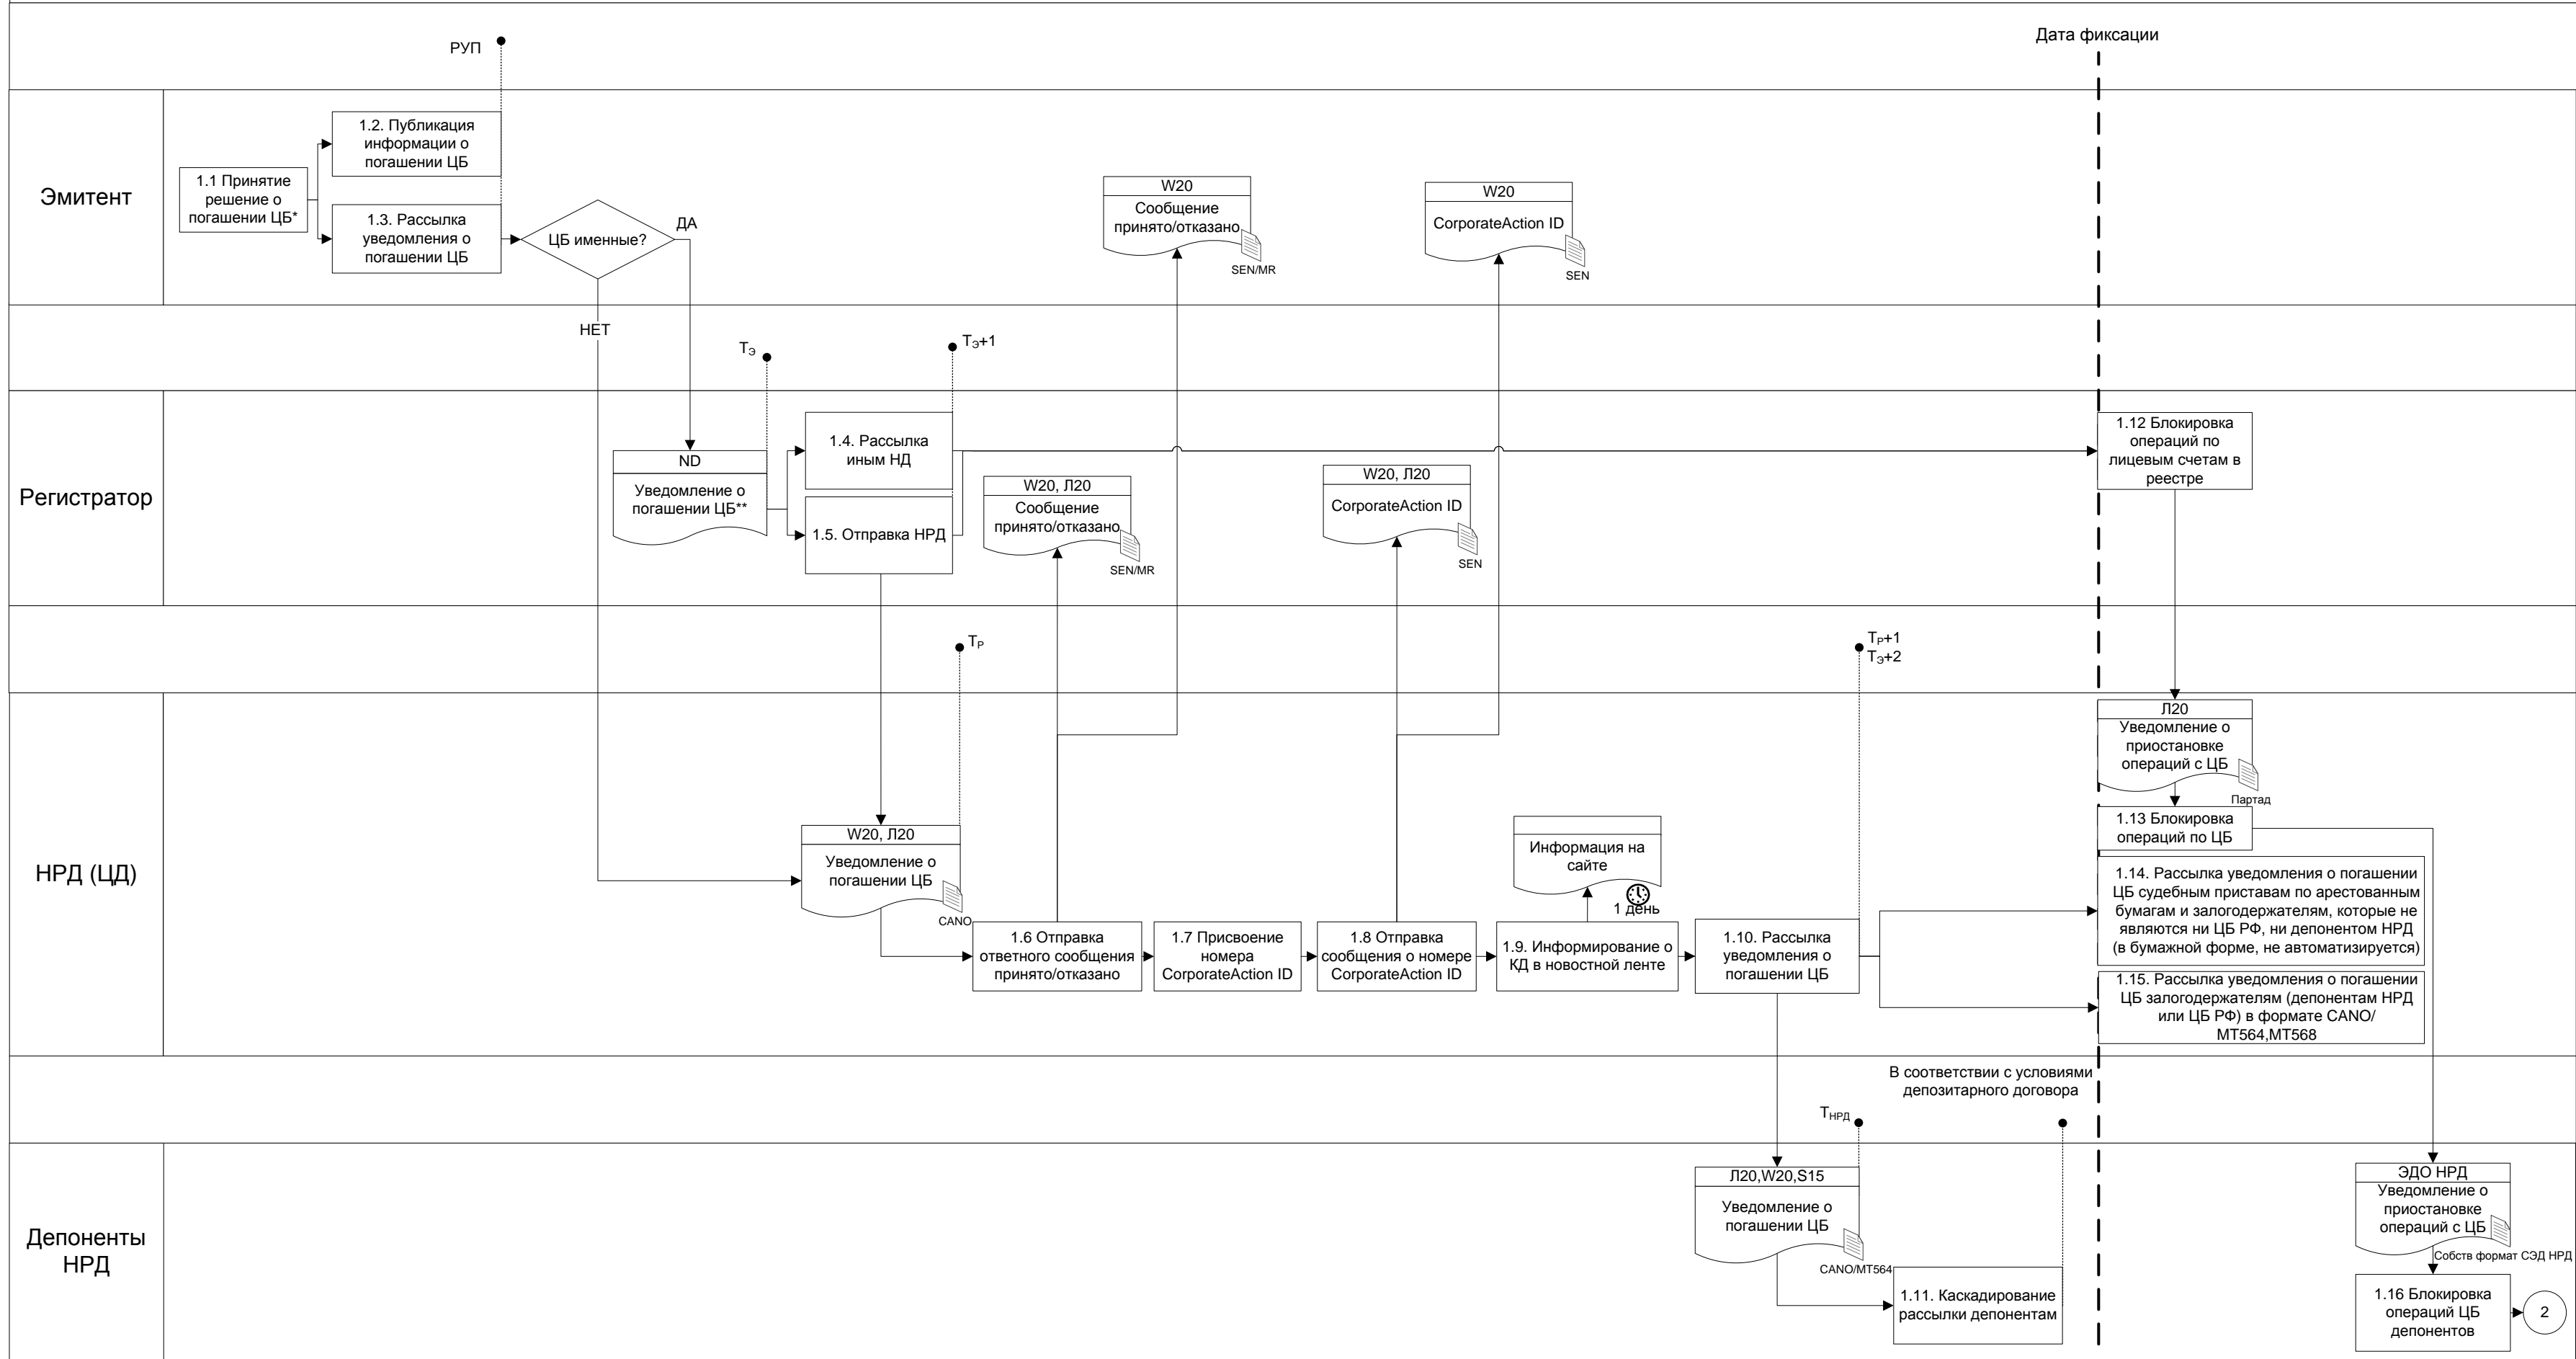 РУП
Дата фиксации
Эмитент
1.1 Принятие
решение о
погашении ЦБ*
1.2. Публикация
информации о
погашении ЦБ
1.3. Рассылка
уведомления о
погашении ЦБ
ЦБ именные?
ДА
НЕТ
W20
Сообщение
принято/отказано
SEN/MR
W20
CorporateAction ID
SEN
TЭ
TЭ+1
Регистратор
ND
Уведомление о
погашении ЦБ**
1.4. Рассылка
иным НД
1.5. Отправка НРД
W20, Л20
Сообщение
принято/отказано
SEN/MR
W20, Л20
CorporateAction ID
SEN
1.12 Блокировка
операций по
лицевым счетам в
реестре
TР
TР+1
TЭ+2
НРД (ЦД)
W20, Л20
Уведомление о
погашении ЦБ
CANO
1.6 Отправка
ответного сообщения
принято/отказано
1.7 Присвоение
номера
CorporateAction ID
1.8 Отправка
сообщения о номере
CorporateAction ID
Информация на
сайте
1 день
1.9. Информирование о
КД в новостной ленте
1.10. Рассылка
уведомления о
погашении ЦБ
Л20
Уведомление о
приостановке
операций с ЦБ
Партад
1.13 Блокировка
операций по ЦБ
1.14. Рассылка уведомления о погашении
ЦБ судебным приставам по арестованным
бумагам и залогодержателям, которые не
являются ни ЦБ РФ, ни депонентом НРД
(в бумажной форме, не автоматизируется)
1.15. Рассылка уведомления о погашении
ЦБ залогодержателям (депонентам НРД
или ЦБ РФ) в формате CANO/
MT564,MT568
В соответствии с условиями
депозитарного договора
TНРД
Депоненты
НРД
Л20,W20,S15
Уведомление о
погашении ЦБ
CANO/MT564
1.11. Каскадирование
рассылки депонентам
ЭДО НРД
Уведомление о
приостановке
операций с ЦБ
Собств формат СЭД НРД
1.16 Блокировка
операций ЦБ
депонентов
2